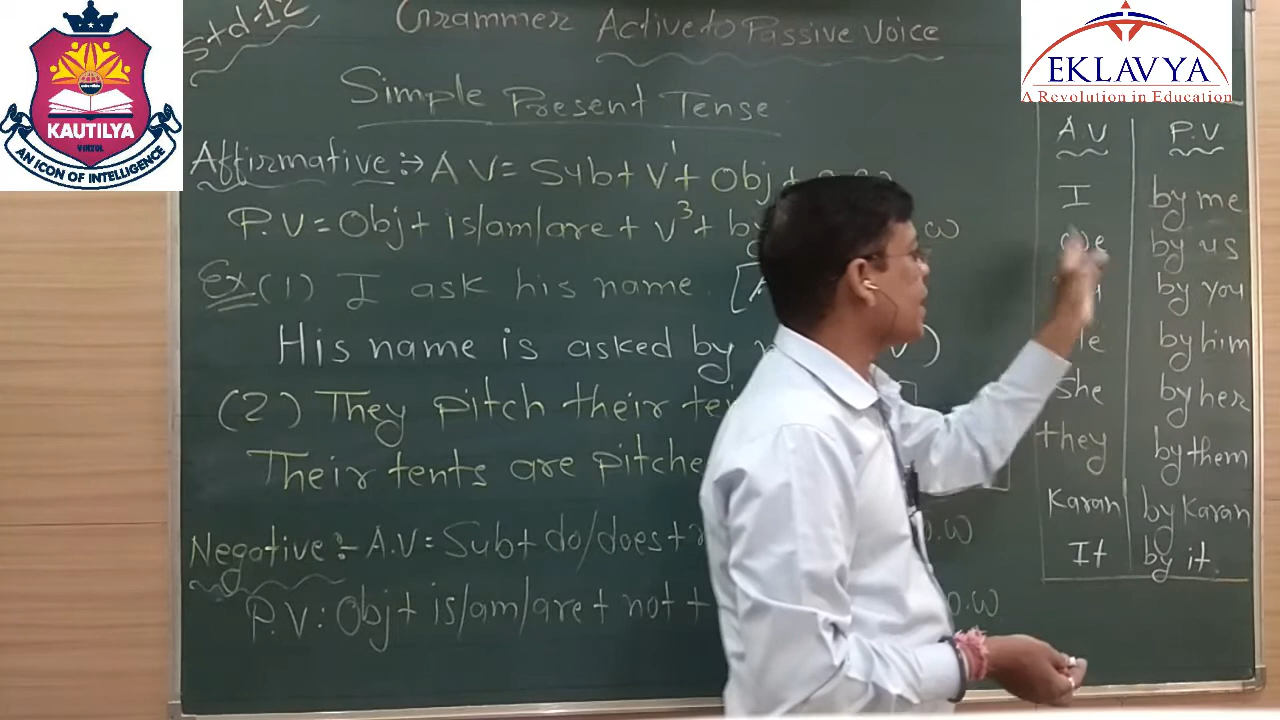 KAUTILYA
VINZOL
AN ICON OF INTELLIGENCE
EKLAVYA
A Revolution in Education
Std-12
Grammer Active to Passive Voice
Simple Present Tense
Affirmative :→ A V = Sub + V¹ + Obj +
P.V = Obj + is/am/are + V³ + by
Ex (1) I ask his name.
His name is asked by
(2) They pitch their
Their tents are
Negative :- A.V = Sub + do/does +
P.V : Obj + is/am/are + not +
A.V P.V
I by me
We by us
by you
He by him
She by her
they by them
Karan by Karan
It by it.